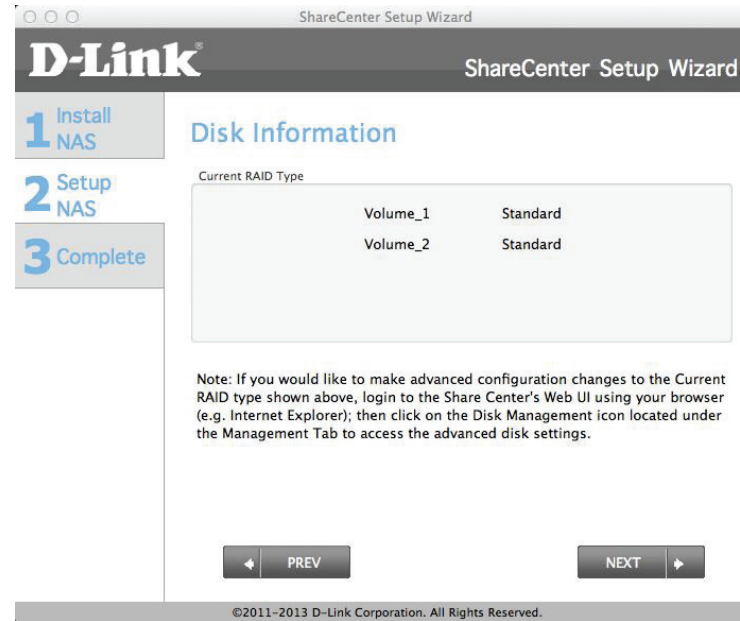 ShareCenter Setup Wizard
D-Link®
ShareCenter Setup Wizard
1 Install
NAS
2 Setup
NAS
3 Complete
Disk Information
Current RAID Type
Volume_1 Standard
Volume_2 Standard
Note: If you would like to make advanced configuration changes to the Current
RAID type shown above, login to the Share Center's Web UI using your browser
(e.g. Internet Explorer); then click on the Disk Management icon located under
the Management Tab to access the advanced disk settings.
PREV
NEXT
©2011-2013 D-Link Corporation. All Rights Reserved.